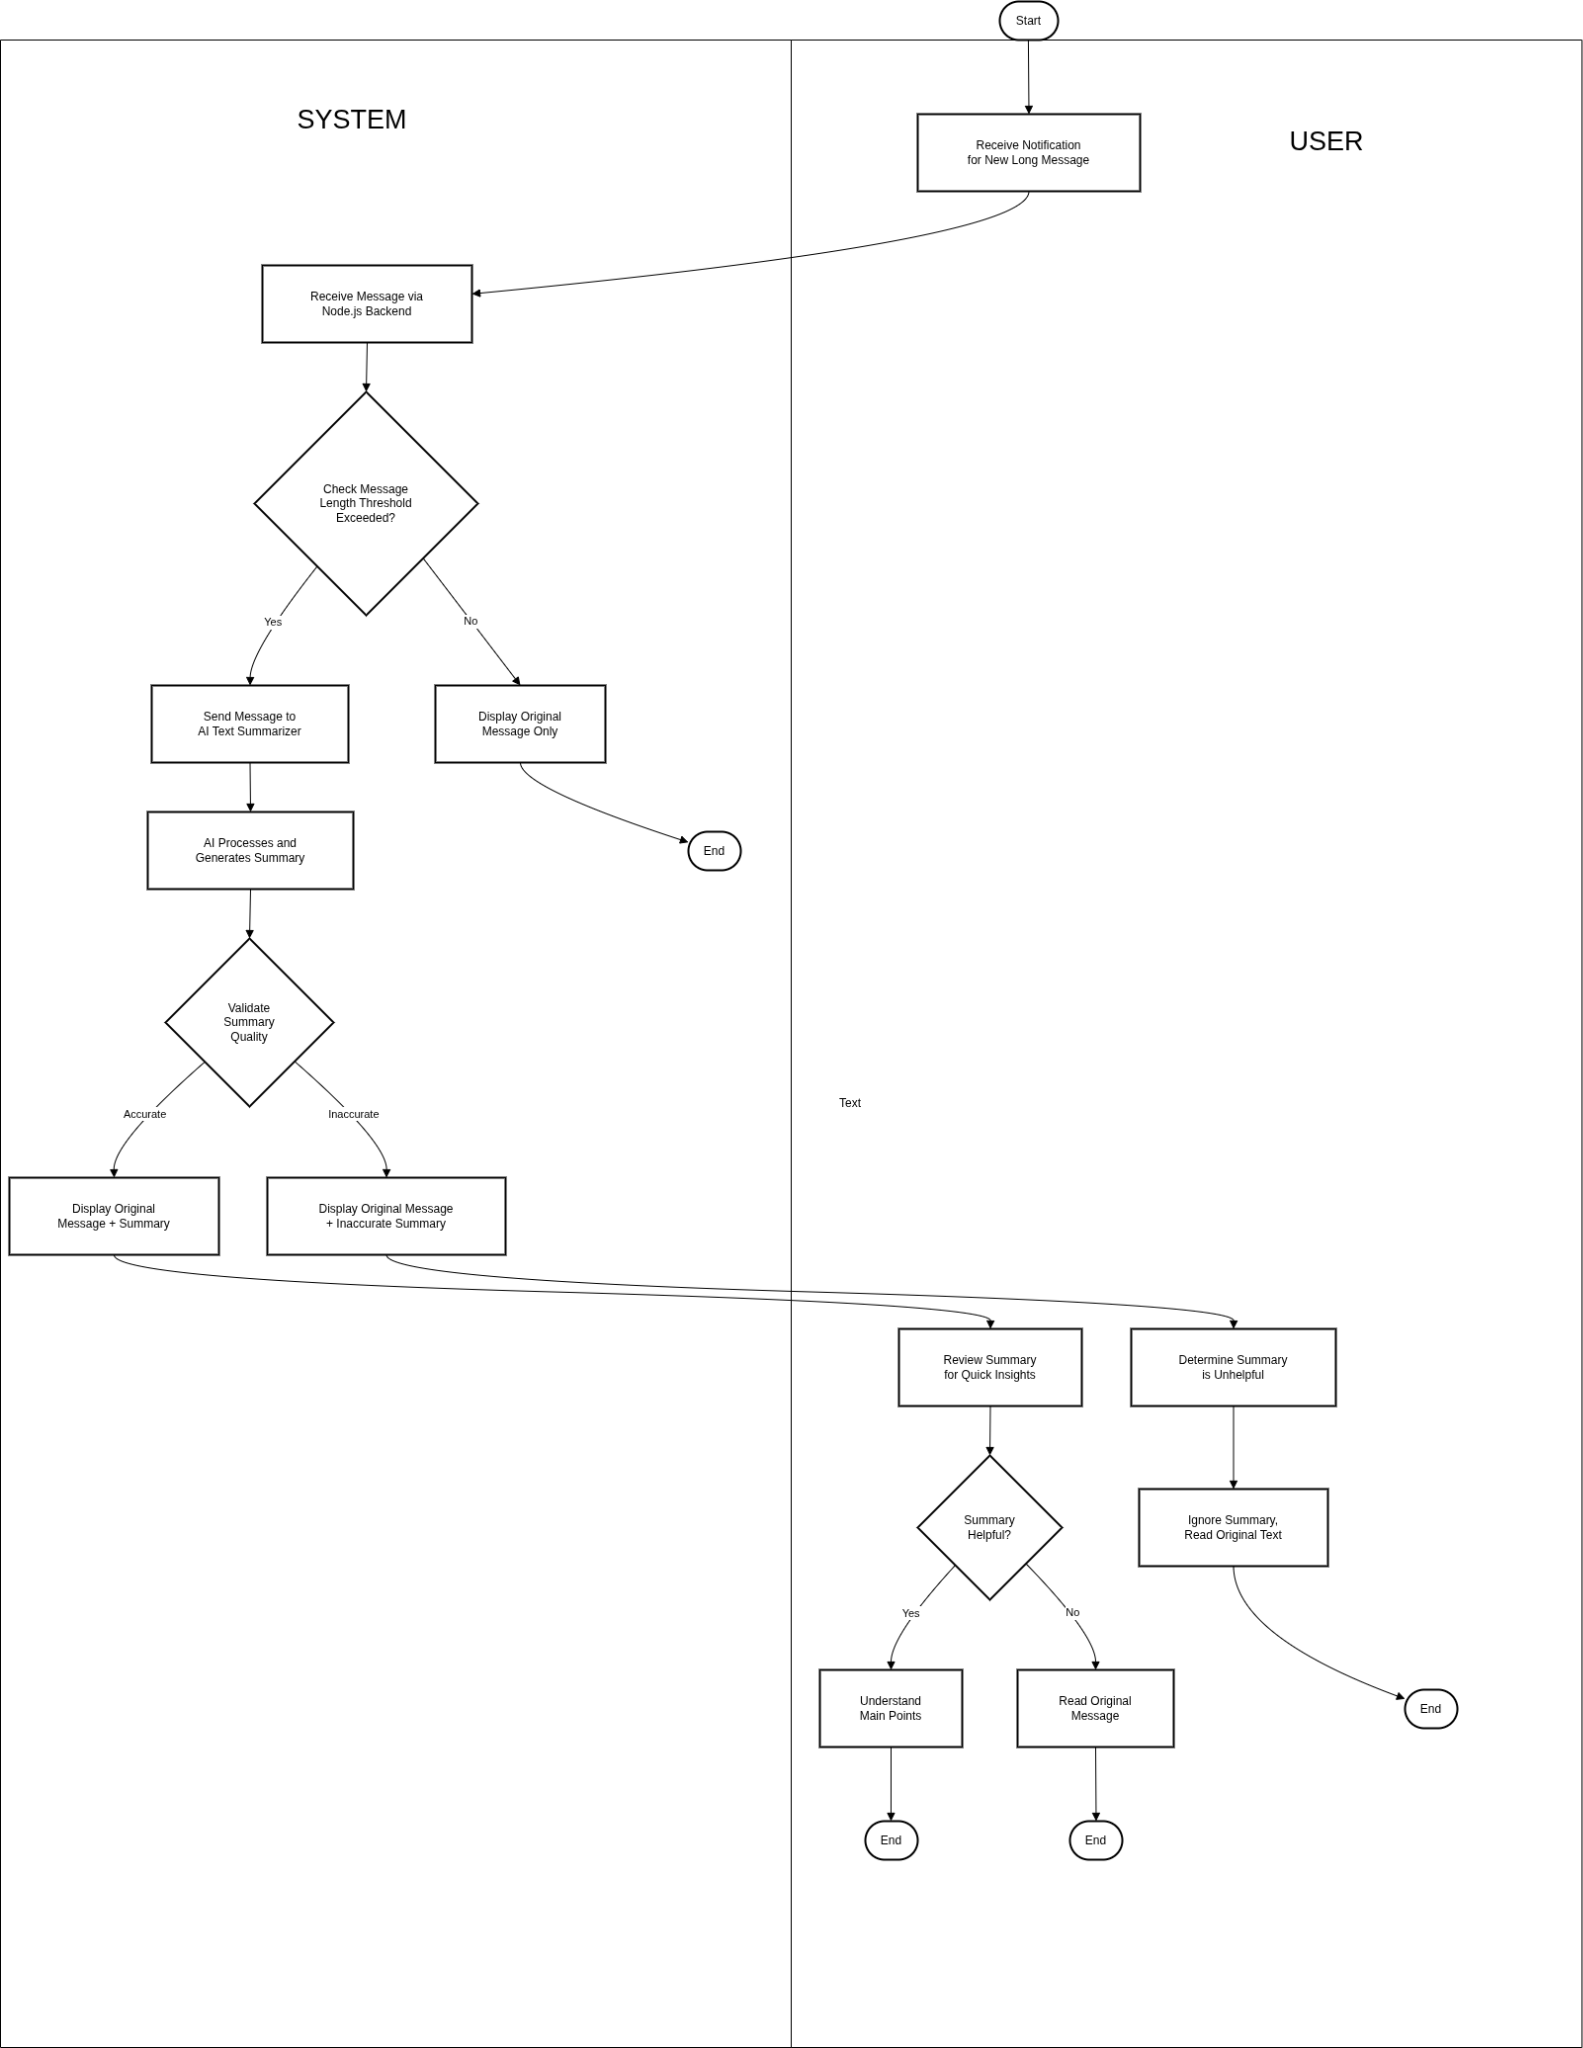 Start
SYSTEM
USER
Receive Notification
for New Long Message
Receive Message via
Node.js Backend
Check Message
Length Threshold
Exceeded?
Yes
No
Send Message to
AI Text Summarizer
Display Original
Message Only
AI Processes and
Generates Summary
End
Validate
Summary
Quality
Text
Accurate
Inaccurate
Display Original
Message + Summary
Display Original Message
+ Inaccurate Summary
Review Summary
for Quick Insights
Determine Summary
is Unhelpful
Summary
Helpful?
Ignore Summary,
Read Original Text
Yes
No
Understand
Main Points
Read Original
Message
End
End
End